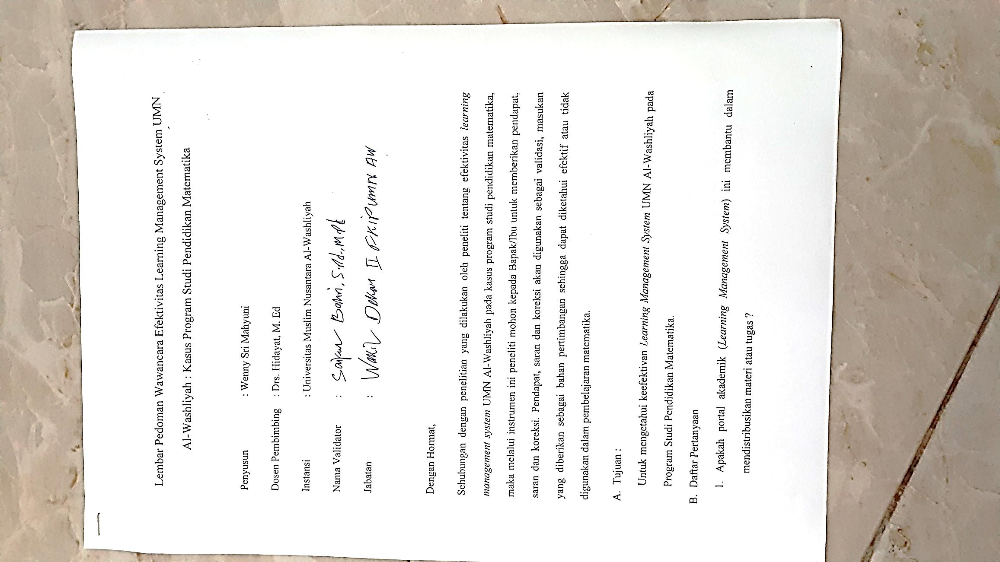 Lembar Pedoman Wawancara Efektivitas Learning Management System UMN
Al-Washliyah : Kasus Program Studi Pendidikan Matematika
Penyusun : Wenny Sri Mahyuni
Dosen Pembimbing : Drs. Hidayat, M. Ed
Instansi : Universitas Muslim Nusantara Al-Washliyah
Nama Validator : Bahri, S.Pd., M.Pd
Jabatan : Wakil Dekan II FKIP UMN AW
Dengan Hormat,
Sehubungan dengan penelitian yang dilakukan oleh peneliti tentang efektivitas learning
management system UMN Al-Washliyah pada kasus program studi pendidikan matematika,
maka melalui instrumen ini peneliti mohon kepada Bapak/Ibu untuk memberikan pendapat,
saran dan koreksi. Pendapat, saran dan koreksi akan digunakan sebagai validasi, masukan
yang diberikan sebagai bahan pertimbangan sehingga dapat diketahui efektif atau tidak
digunakan dalam pembelajaran matematika.
A. Tujuan :
Untuk mengetahui keefektivan Learning Management System UMN Al-Washliyah pada
Program Studi Pendidikan Matematika.
B. Daftar Pertanyaan
1. Apakah portal akademik (Learning Management System) ini membantu dalam
mendistribusikan materi atau tugas ?